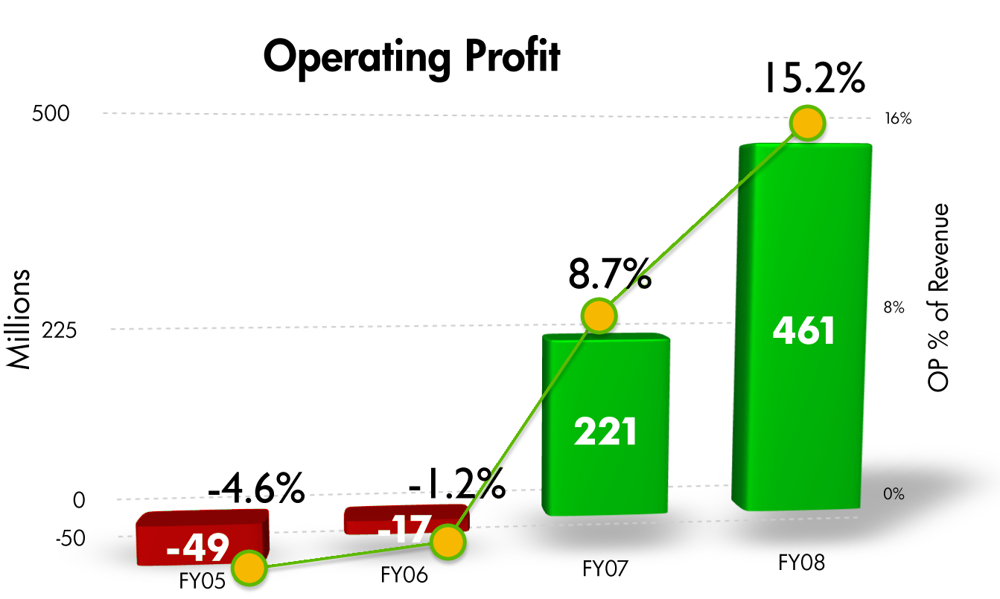 Operating Profit
15.2%
500
16%
8.7%
Millions
225
8%
OP % of Revenue
461
221
-4.6%
-1.2%
0
0%
-50
-49
-17
FY05
FY06
FY07
FY08